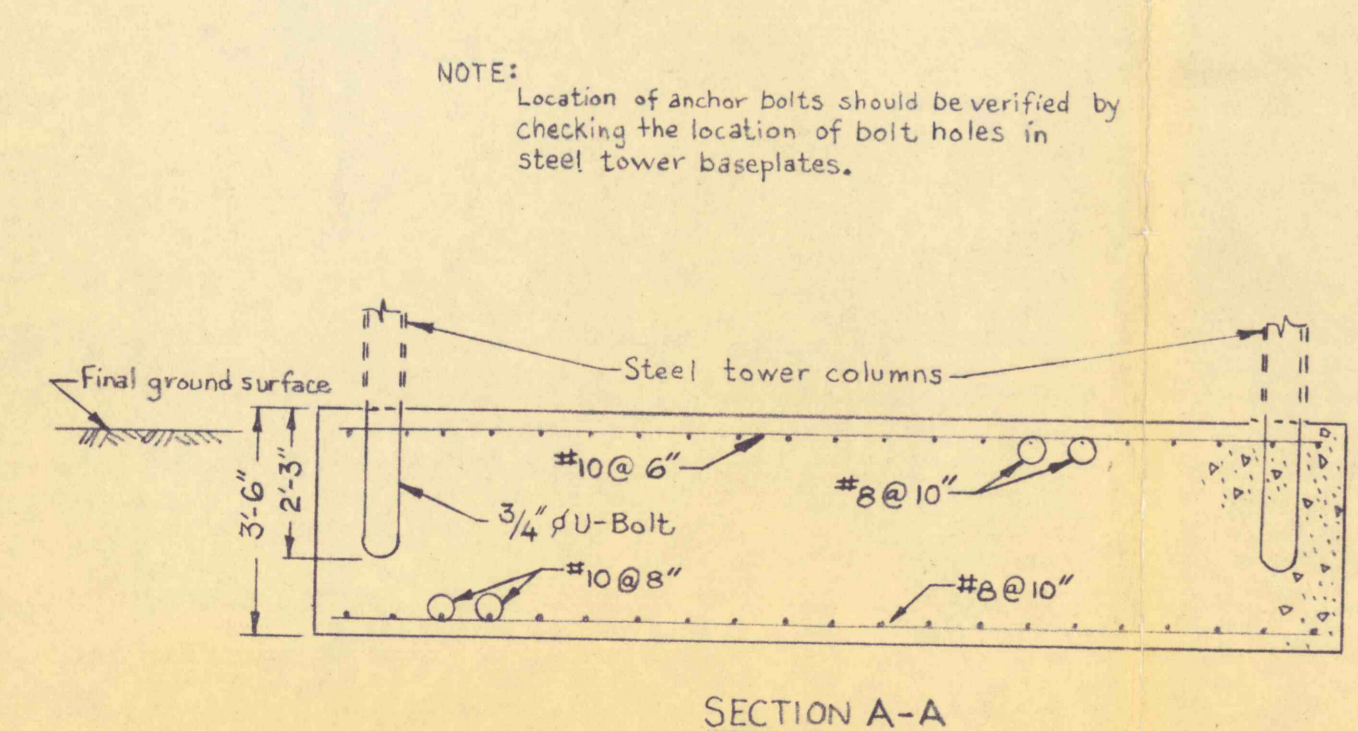 NOTE:
Location of anchor bolts should be verified by
checking the location of bolt holes in
steel tower baseplates.
Steel tower columns
Final ground surface
#10@6"
#8@10"
3'-6"
2'-3"
3/4" ⌀ U-Bolt
#10@8"
#8@10"
SECTION A-A